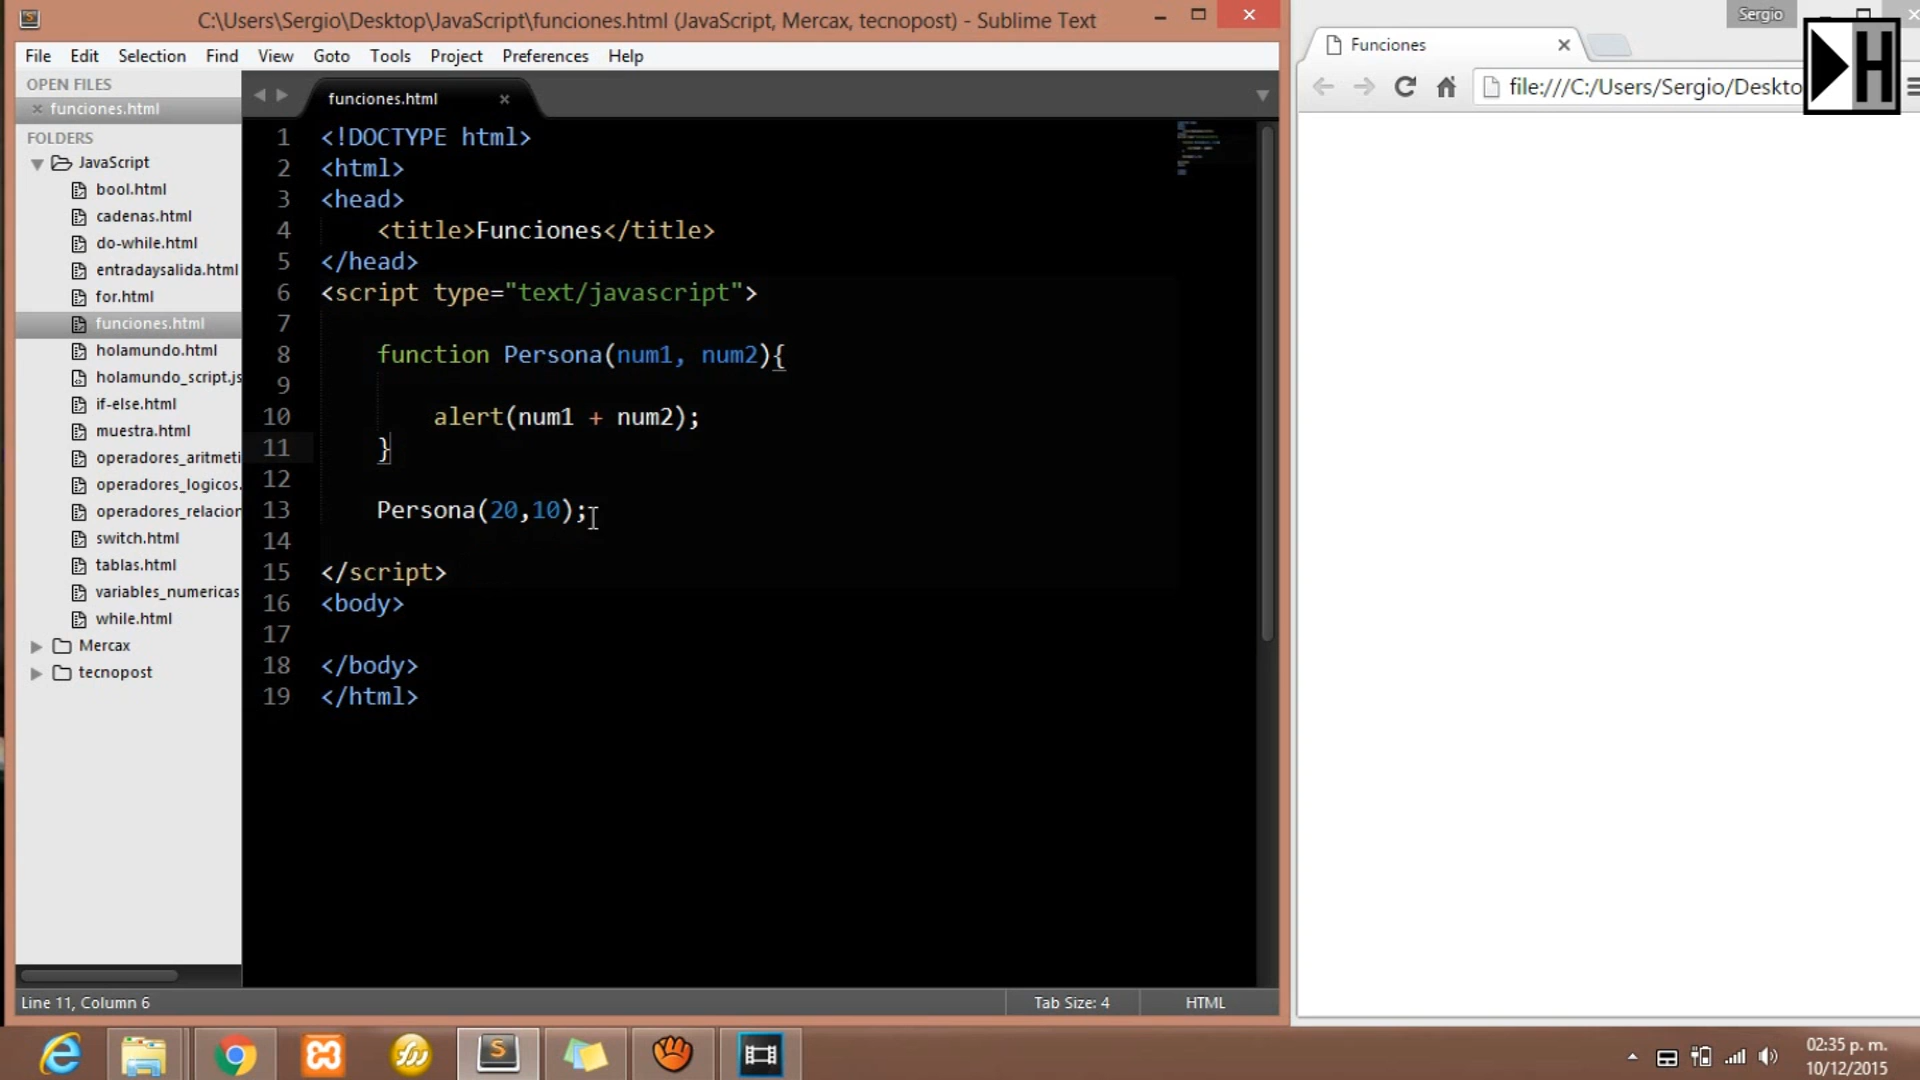 C:\Users\Sergio\Desktop\JavaScript\funciones.html (JavaScript, Mercax, tecnopost) - Sublime Text
File Edit Selection Find View Goto Tools Project Preferences Help
OPEN FILES
funciones.html
FOLDERS
JavaScript
bool.html
cadenas.html
do-while.html
entradaysalida.html
for.html
funciones.html
holamundo.html
holamundo_script.js
if-else.html
muestra.html
operadores_aritmeti
operadores_logicos.
operadores_relacion
switch.html
tablas.html
variables_numericas
while.html
Mercax
tecnopost
funciones.html
1 <!DOCTYPE html>
2 <html>
3 <head>
4 <title>Funciones</title>
5 </head>
6 <script type="text/javascript">
7
8 function Persona(num1, num2){
9
10 alert(num1 + num2);
11 }
12
13 Persona(20,10);
14
15 </script>
16 <body>
17
18 </body>
19 </html>
Line 11, Column 6
Tab Size: 4
HTML
Sergio
Funciones
file:///C:/Users/Sergio/Deskto
H
02:35 p. m.
10/12/2015